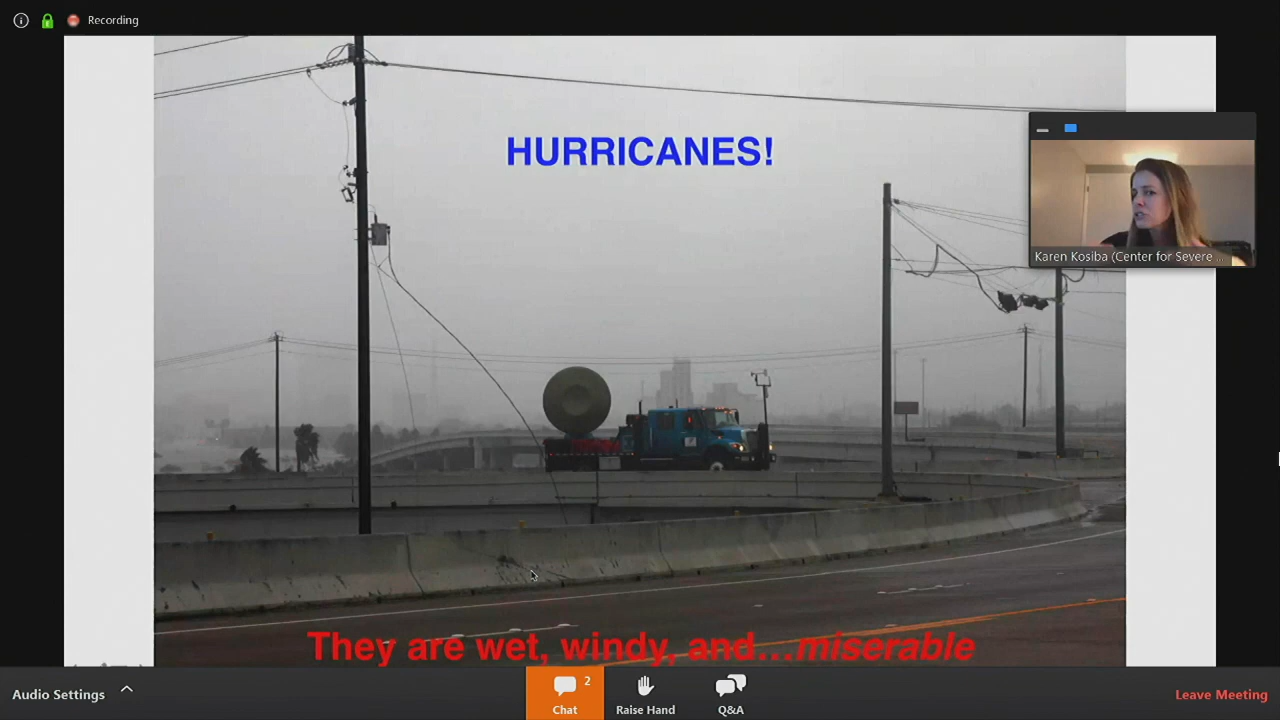 Recording
HURRICANES!
Karen Kosiba (Center for Severe ...
They are wet, windy, and...miserable
Audio Settings
2
Chat
Raise Hand
Q&A
Leave Meeting